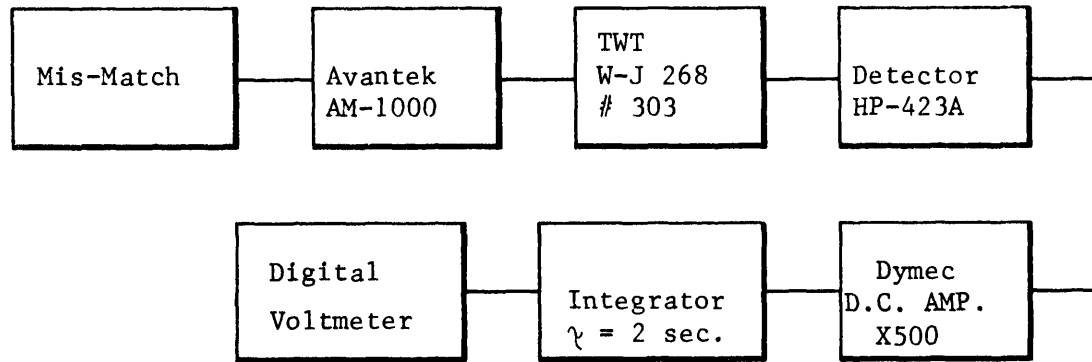 Mis-Match
Avantek
AM-1000
TWT
W-J 268
# 303
Detector
HP-423A
Digital
Voltmeter
Integrator
τ = 2 sec.
Dymec
D.C. AMP.
X500